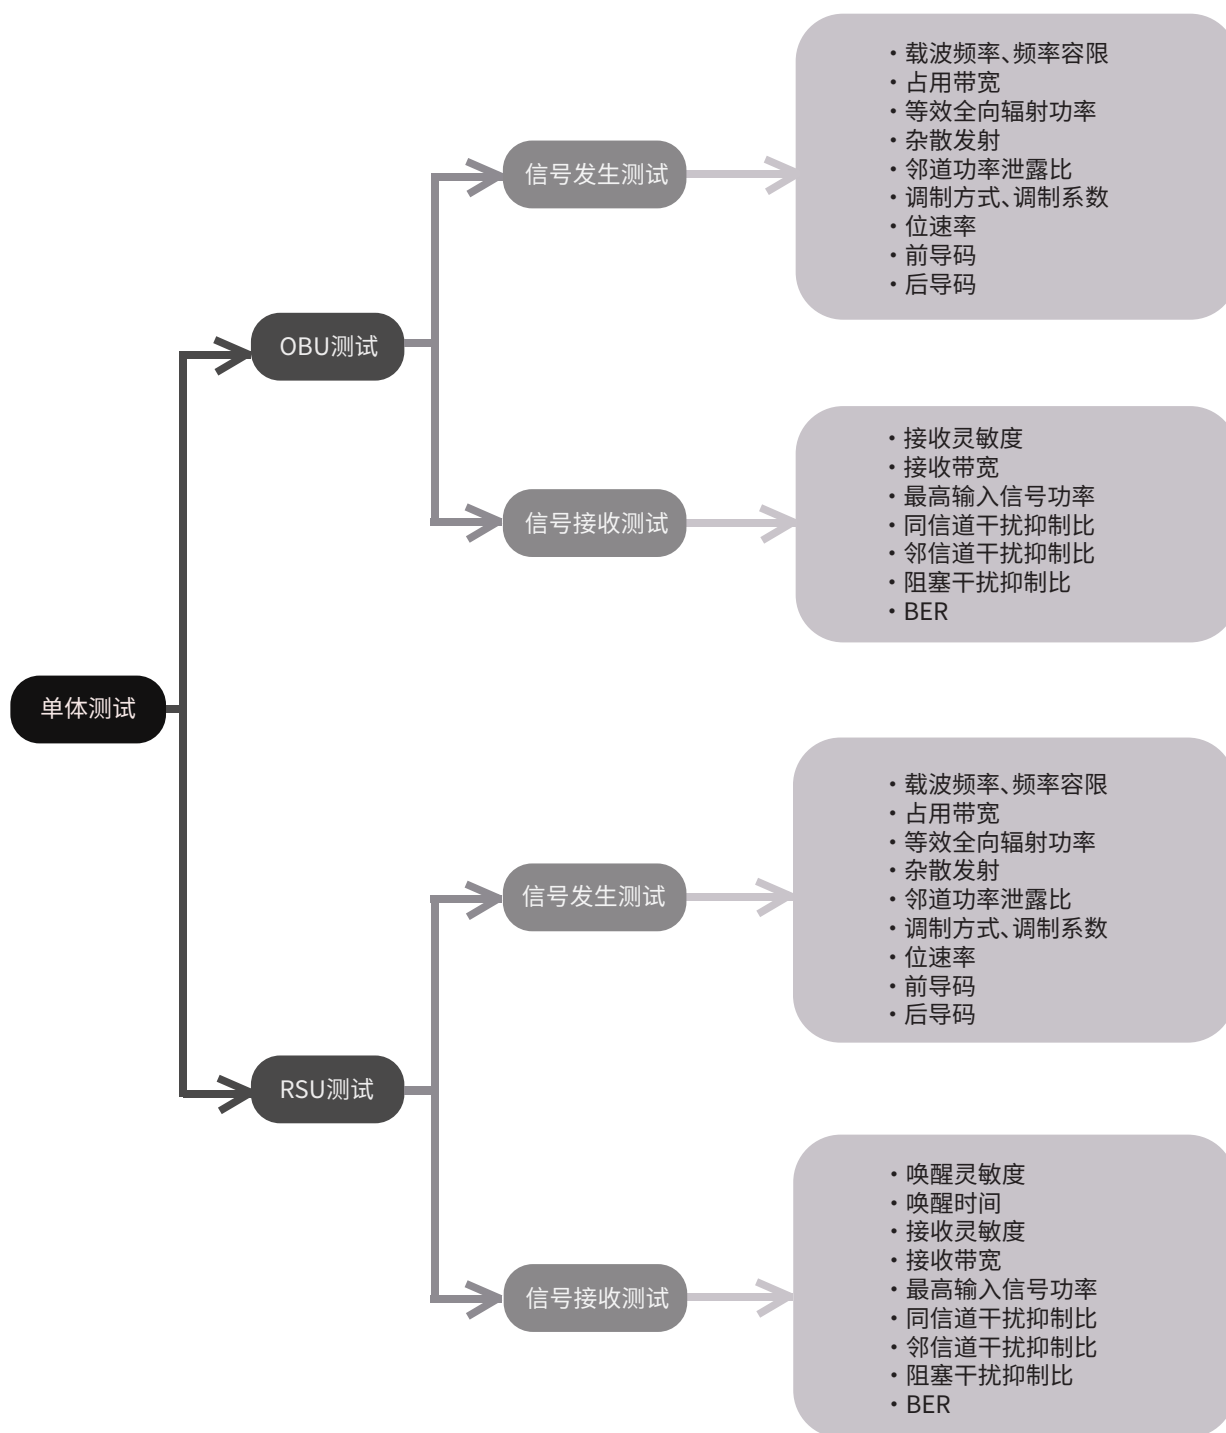 单体测试
OBU测试
信号发生测试
・载波频率、频率容限
・占用带宽
・等效全向辐射功率
・杂散发射
・邻道功率泄露比
・调制方式、调制系数
・位速率
・前导码
・后导码
信号接收测试
・接收灵敏度
・接收带宽
・最高输入信号功率
・同信道干扰抑制比
・邻信道干扰抑制比
・阻塞干扰抑制比
・BER
RSU测试
信号发生测试
・载波频率、频率容限
・占用带宽
・等效全向辐射功率
・杂散发射
・邻道功率泄露比
・调制方式、调制系数
・位速率
・前导码
・后导码
信号接收测试
・唤醒灵敏度
・唤醒时间
・接收灵敏度
・接收带宽
・最高输入信号功率
・同信道干扰抑制比
・邻信道干扰抑制比
・阻塞干扰抑制比
・BER